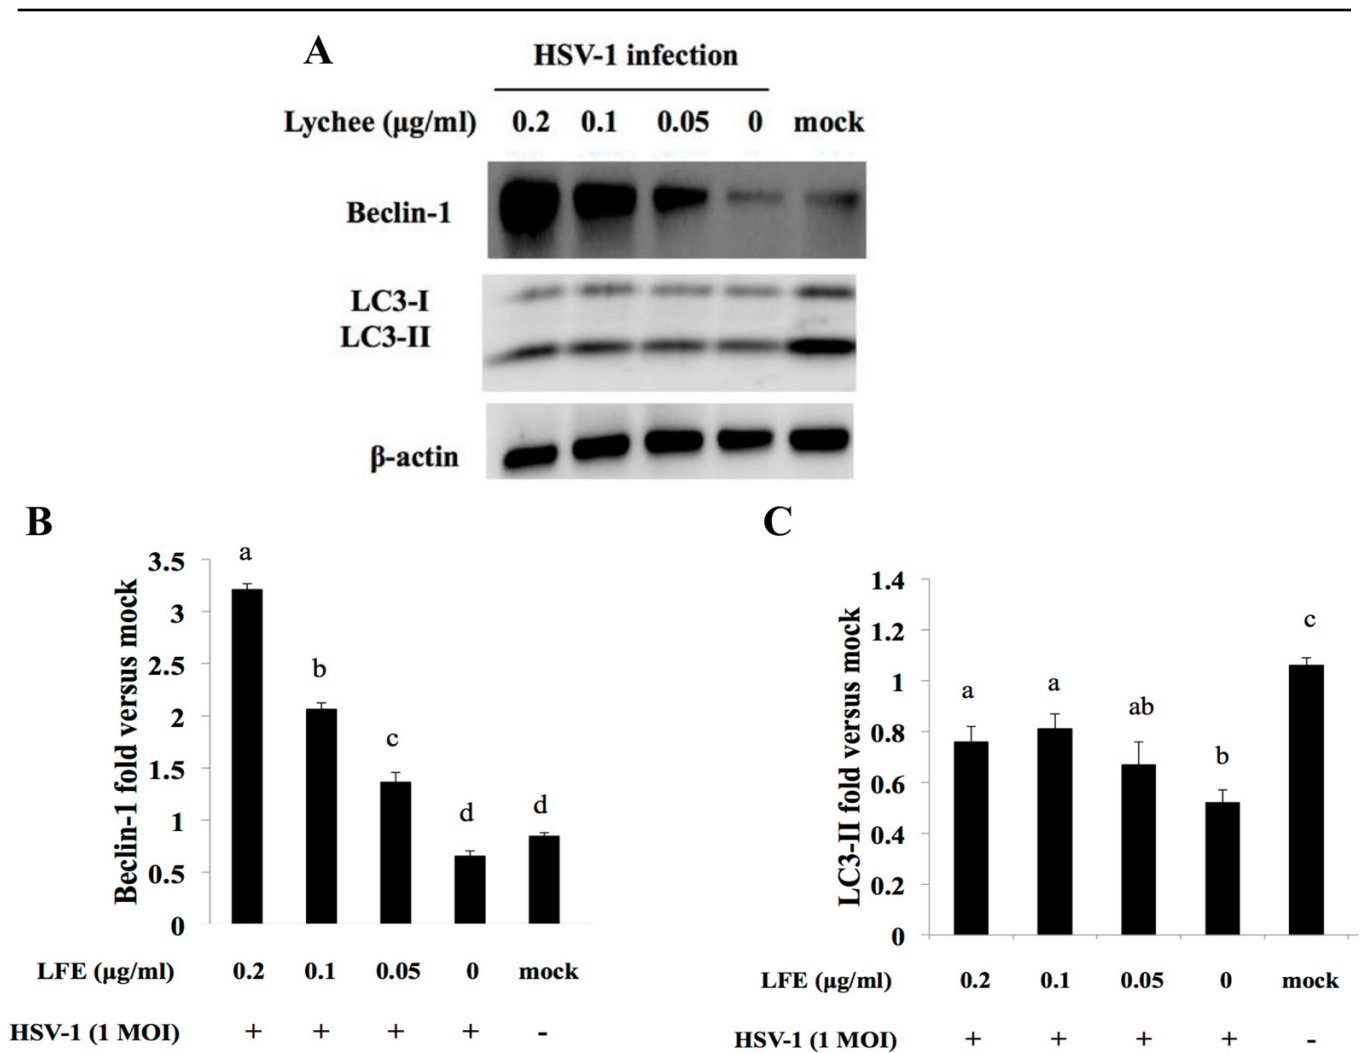 A
HSV-1 infection
Lychee (μg/ml) 0.2 0.1 0.05 0 mock
Beclin-1
LC3-I
LC3-II
β-actin
B
Beclin-1 fold versus mock
3.5
3
2.5
2
1.5
1
0.5
0
a
b
c
d
d
LFE (μg/ml) 0.2 0.1 0.05 0 mock
HSV-1 (1 MOI) + + + + -
C
LC3-II fold versus mock
1.4
1.2
1
0.8
0.6
0.4
0.2
0
a
a
ab
b
c
LFE (μg/ml) 0.2 0.1 0.05 0 mock
HSV-1 (1 MOI) + + + + -